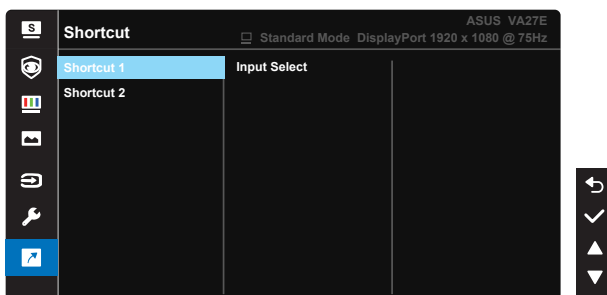 S
Shortcut
ASUS VA27E
Standard Mode DisplayPort 1920 x 1080 @ 75Hz
Shortcut 1
Input Select
Shortcut 2